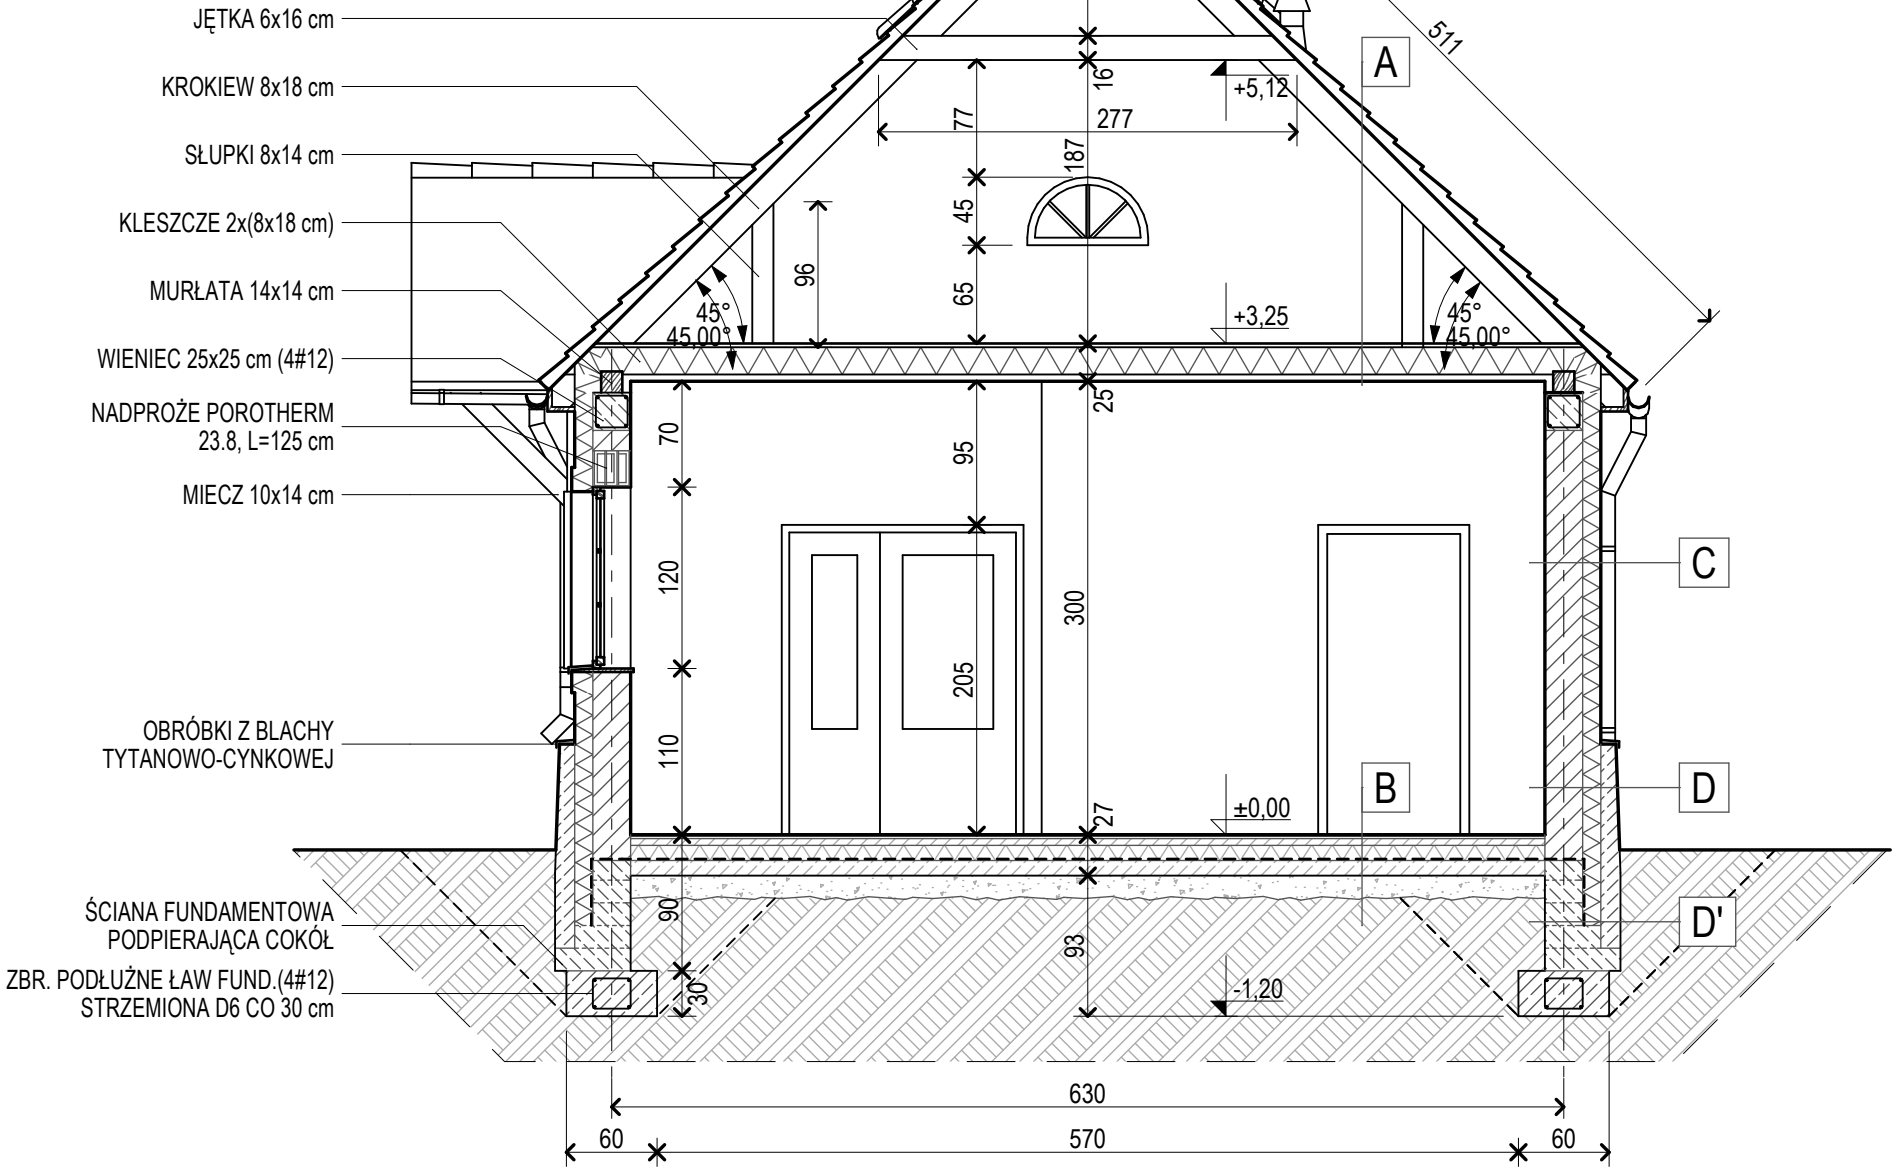 JĘTKA 6x16 cm
KROKIEW 8x18 cm
SŁUPKI 8x14 cm
KLESZCZE 2x(8x18 cm)
MURŁATA 14x14 cm
WIENIEC 25x25 cm (4#12)
NADPROŻE POROTHERM
23.8, L=125 cm
MIECZ 10x14 cm
OBRÓBKI Z BLACHY
TYTANOWO-CYNKOWEJ
ŚCIANA FUNDAMENTOWA
PODPIERAJĄCA COKÓŁ
ZBR. PODŁUŻNE ŁAW FUND.(4#12)
STRZEMIONA D6 CO 30 cm
511
A
16
+5,12
77
277
187
45
96
65
45°
45,00°
+3,25
45°
45,00°
25
70
95
120
300
C
205
110
27
±0,00
B
D
90
93
D'
30
-1,20
630
60
570
60